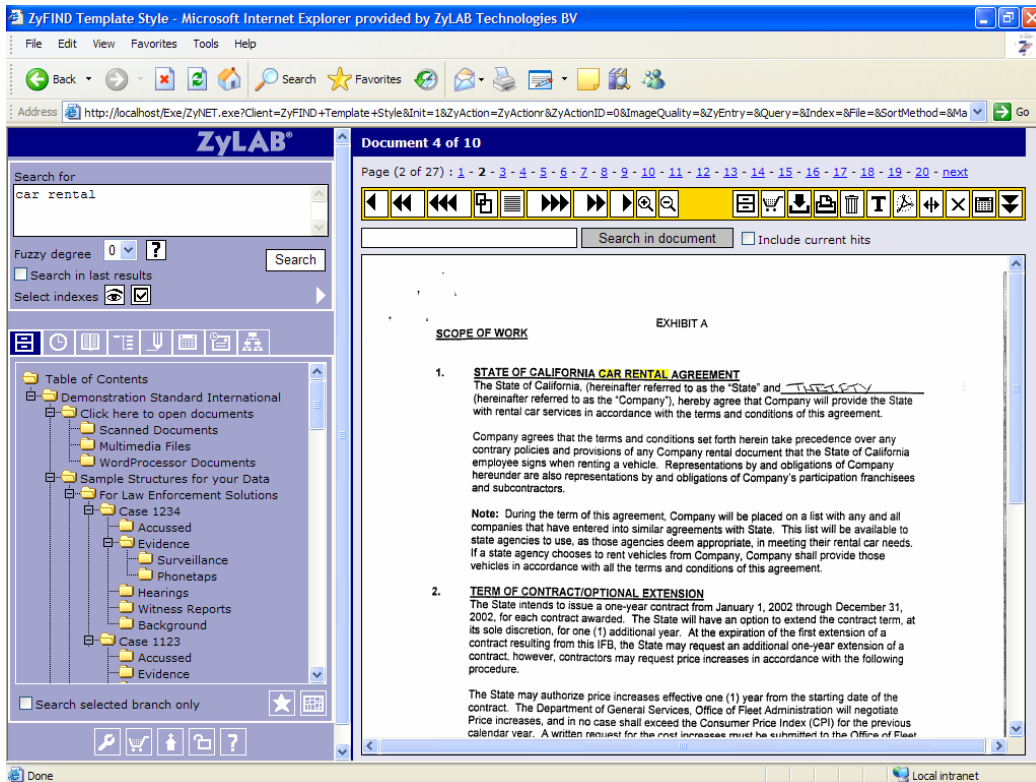 ZyFIND Template Style - Microsoft Internet Explorer provided by ZyLAB Technologies BV
File Edit View Favorites Tools Help
Back Search Favorites
Address http://localhost/Exe/ZyNET.exe?Client=ZyFIND+Template+Style&Init=1&ZyAction=ZyActionr&ZyActionID=0&ImageQuality=&ZyEntry=&Query=&Index=&File=&SortMethod=&Ma Go
ZyLAB®
Search for
car rental
Fuzzy degree 0 ?
Search
Search in last results
Select indexes
Table of Contents
Demonstration Standard International
Click here to open documents
Scanned Documents
Multimedia Files
WordProcessor Documents
Sample Structures for your Data
For Law Enforcement Solutions
Case 1234
Accussed
Evidence
Surveillance
Phonetaps
Hearings
Witness Reports
Background
Case 1123
Accussed
Evidence
Search selected branch only
?
Document 4 of 10
Page (2 of 27) : 1 - 2 - 3 - 4 - 5 - 6 - 7 - 8 - 9 - 10 - 11 - 12 - 13 - 14 - 15 - 16 - 17 - 18 - 19 - 20 - next
T
Search in document Include current hits
EXHIBIT A
SCOPE OF WORK
1. STATE OF CALIFORNIA CAR RENTAL AGREEMENT
The State of California, (hereinafter referred to as the "State" and THRIFTY
(hereinafter referred to as the "Company"), hereby agree that Company will provide the State
with rental car services in accordance with the terms and conditions of this agreement.
Company agrees that the terms and conditions set forth herein take precedence over any
contrary policies and provisions of any Company rental document that the State of California
employee signs when renting a vehicle. Representations by and obligations of Company
hereunder are also representations by and obligations of Company's participation franchisees
and subcontractors.
Note: During the term of this agreement, Company will be placed on a list with any and all
companies that have entered into similar agreements with State. This list will be available to
state agencies to use, as those agencies deem appropriate, in meeting their rental car needs.
If a state agency chooses to rent vehicles from Company, Company shall provide those
vehicles in accordance with all the terms and conditions of this agreement.
2. TERM OF CONTRACT/OPTIONAL EXTENSION
The State intends to issue a one-year contract from January 1, 2002 through December 31,
2002, for each contract awarded. The State will have an option to extend the contract term, at
its sole discretion, for one (1) additional year. At the expiration of the first extension of a
contract resulting from this IFB, the State may request an additional one-year extension of a
contract, however, contractors may request price increases in accordance with the following
procedure.
The State may authorize price increases effective one (1) year from the starting date of the
contract. The Department of General Services, Office of Fleet Administration will negotiate
Price increases, and in no case shall exceed the Consumer Price Index (CPI) for the previous
calendar year. A written request for the cost increases must be submitted to the Office of Fleet
Done Local intranet